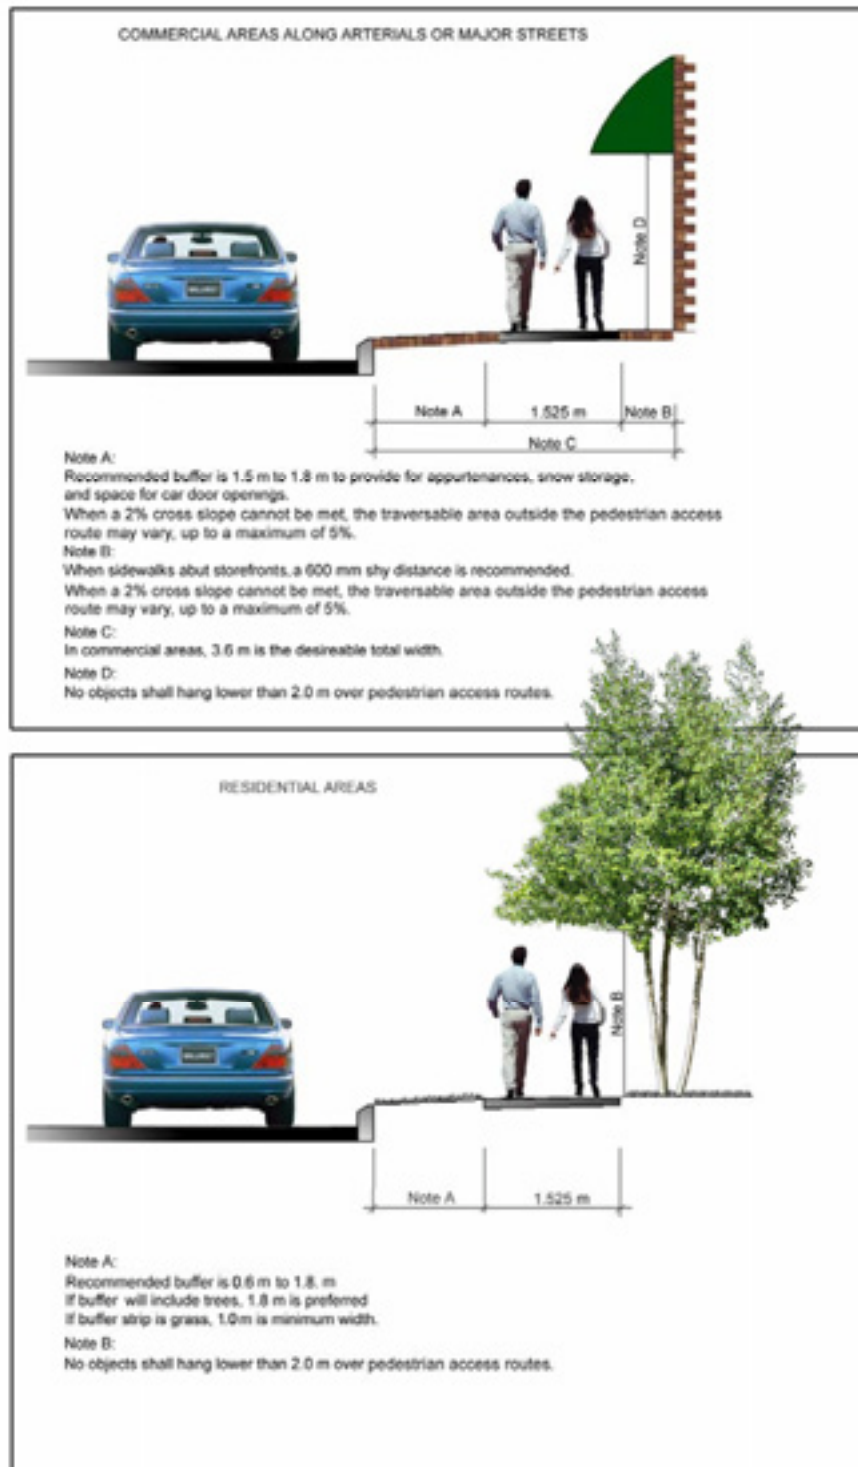 COMMERCIAL AREAS ALONG ARTERIALS OR MAJOR STREETS
Note D
Note A
1.525 m
Note B
Note C
Note A:
Recommended buffer is 1.5 m to 1.8 m to provide for appurtenances, snow storage,
and space for car door openings.
When a 2% cross slope cannot be met, the traversable area outside the pedestrian access
route may vary, up to a maximum of 5%.
Note B:
When sidewalks abut storefronts, a 600 mm shy distance is recommended.
When a 2% cross slope cannot be met, the traversable area outside the pedestrian access
route may vary, up to a maximum of 5%.
Note C:
In commercial areas, 3.6 m is the desireable total width.
Note D:
No objects shall hang lower than 2.0 m over pedestrian access routes.
RESIDENTIAL AREAS
Note B
Note A
1.525 m
Note A:
Recommended buffer is 0.6 m to 1.8. m
If buffer will include trees, 1.8 m is preferred
If buffer strip is grass, 1.0 m is minimum width.
Note B:
No objects shall hang lower than 2.0 m over pedestrian access routes.